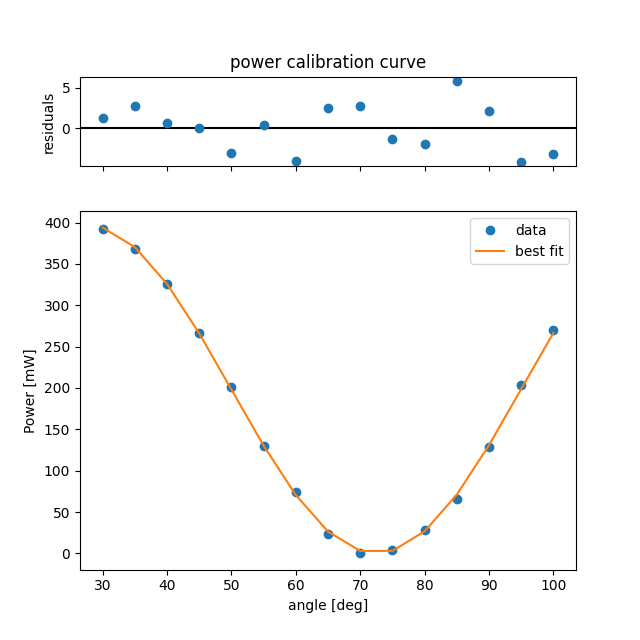 power calibration curve
5
0
residuals
400
350
300
250
200
150
100
50
0
Power [mW]
data
best fit
30 40 50 60 70 80 90 100
angle [deg]